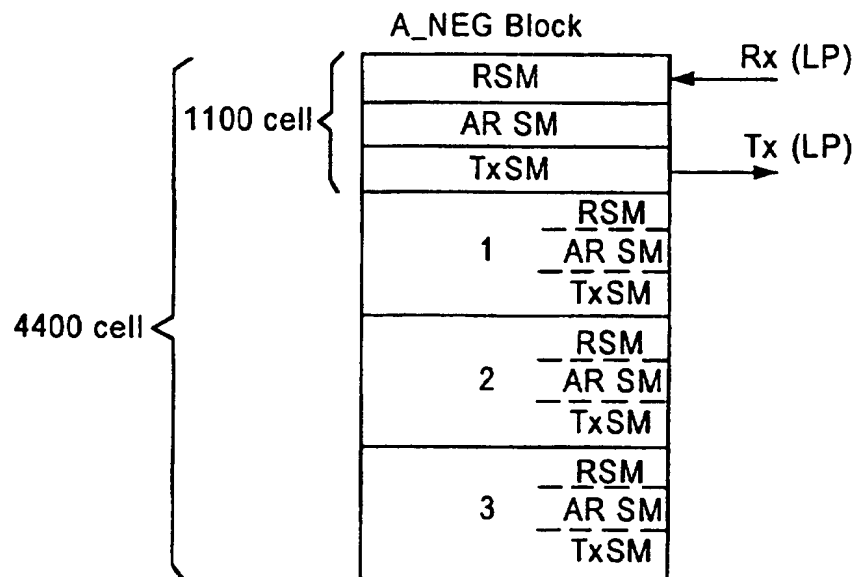 A_NEG Block
RSM
Rx (LP)
1100 cell
AR SM
TxSM
Tx (LP)
RSM
1
AR SM
TxSM
4400 cell
RSM
2
AR SM
TxSM
RSM
3
AR SM
TxSM